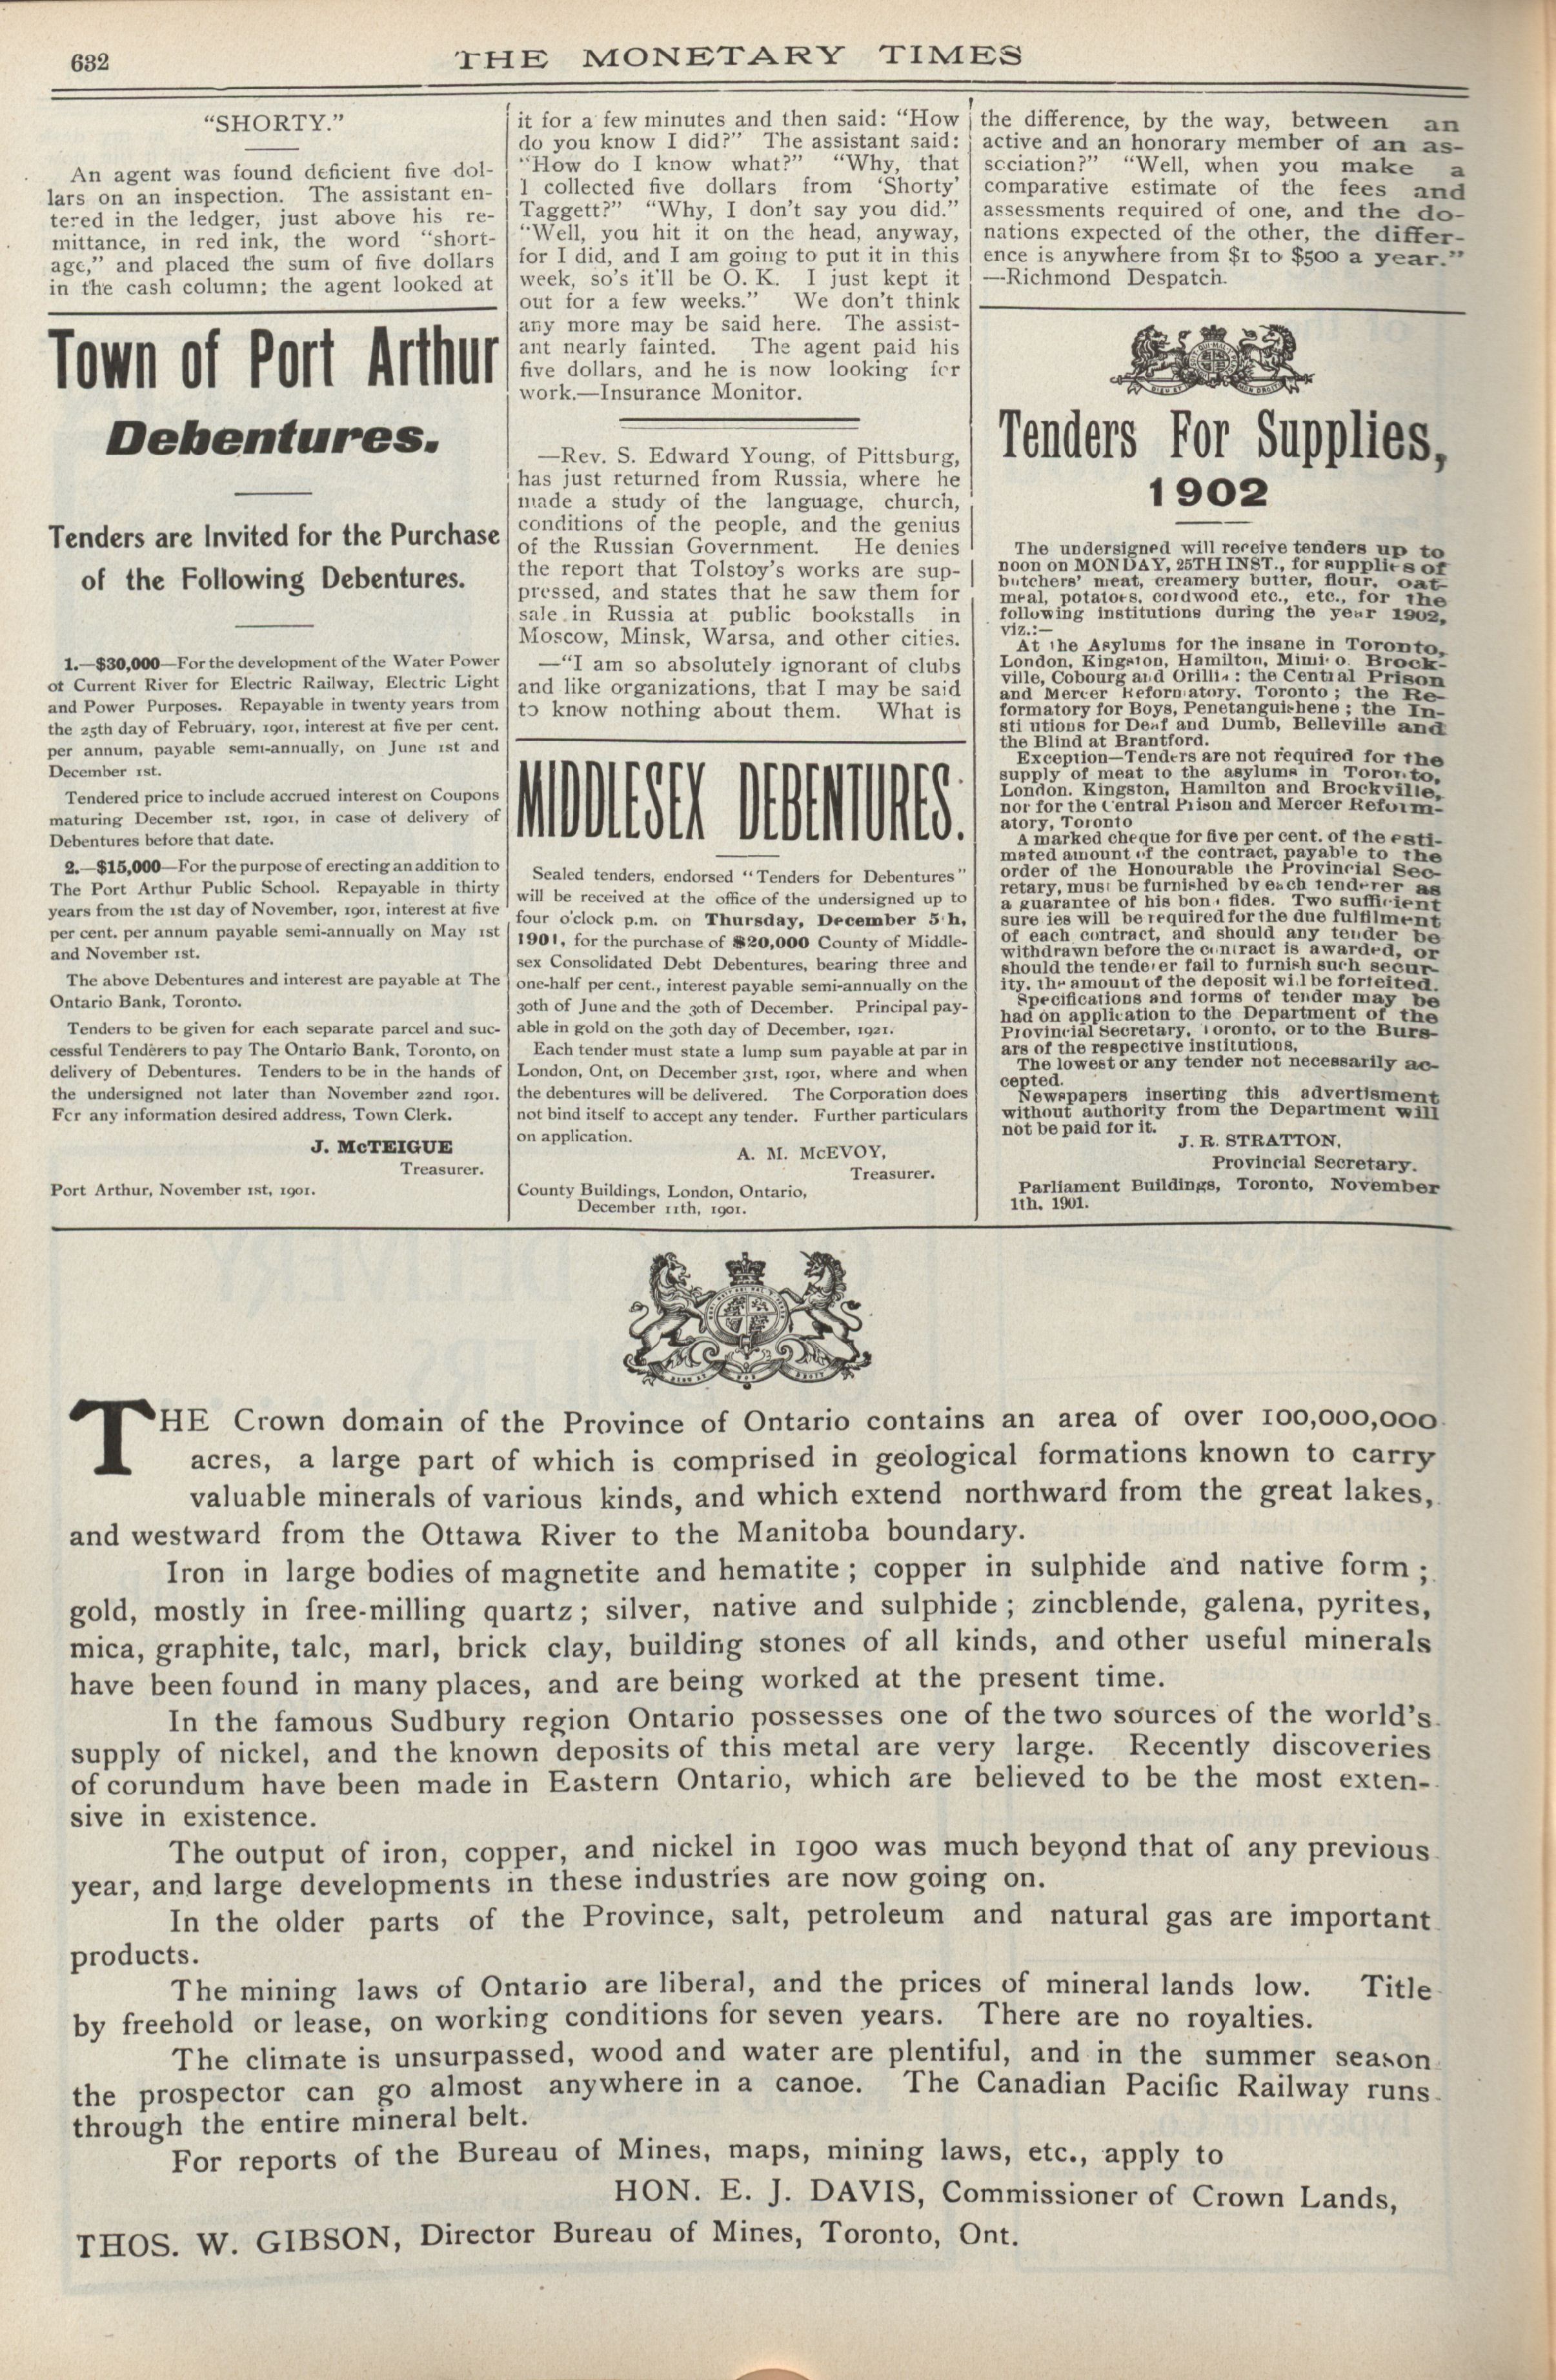 632
THE MONETARY TIMES
"SHORTY."
An agent was found deficient five dol-
lars on an inspection. The assistant en-
tered in the ledger, just above his re-
mittance, in red ink, the word "short-
age," and placed the sum of five dollars
in the cash column; the agent looked at
it for a few minutes and then said: "How
do you know I did?" The assistant said:
"How do I know what?" "Why, that
I collected five dollars from 'Shorty'
Taggett?" "Why, I don't say you did."
"Well, you hit it on the head, anyway,
for I did, and I am going to put it in this
week, so's it'll be O. K. I just kept it
out for a few weeks." We don't think
any more may be said here. The assist-
ant nearly fainted. The agent paid his
five dollars, and he is now looking for
work.—Insurance Monitor.
—Rev. S. Edward Young, of Pittsburg,
has just returned from Russia, where he
made a study of the language, church,
conditions of the people, and the genius
of the Russian Government. He denies
the report that Tolstoy's works are sup-
pressed, and states that he saw them for
sale in Russia at public bookstalls in
Moscow, Minsk, Warsa, and other cities.
—"I am so absolutely ignorant of clubs
and like organizations, that I may be said
to know nothing about them. What is
the difference, by the way, between an
active and an honorary member of an as-
sociation?" "Well, when you make a
comparative estimate of the fees and
assessments required of one, and the do-
nations expected of the other, the differ-
ence is anywhere from $1 to $500 a year."
—Richmond Despatch.
Town of Port Arthur
Debentures.
Tenders are Invited for the Purchase
of the Following Debentures.
1.—$30,000—For the development of the Water Power
of Current River for Electric Railway, Electric Light
and Power Purposes. Repayable in twenty years from
the 25th day of February, 1901, interest at five per cent.
per annum, payable semi-annually, on June 1st and
December 1st.
Tendered price to include accrued interest on Coupons
maturing December 1st, 1901, in case of delivery of
Debentures before that date.
2.—$15,000—For the purpose of erecting an addition to
The Port Arthur Public School. Repayable in thirty
years from the 1st day of November, 1901, interest at five
per cent. per annum payable semi-annually on May 1st
and November 1st.
The above Debentures and interest are payable at The
Ontario Bank, Toronto.
Tenders to be given for each separate parcel and suc-
cessful Tenderers to pay The Ontario Bank, Toronto, on
delivery of Debentures. Tenders to be in the hands of
the undersigned not later than November 22nd 1901.
For any information desired address, Town Clerk.
J. McTEIGUE
Treasurer.
Port Arthur, November 1st, 1901.
MIDDLESEX DEBENTURES.
Sealed tenders, endorsed "Tenders for Debentures"
will be received at the office of the undersigned up to
four o'clock p.m. on Thursday, December 5th,
1901, for the purchase of $20,000 County of Middle-
sex Consolidated Debt Debentures, bearing three and
one-half per cent., interest payable semi-annually on the
30th of June and the 30th of December. Principal pay-
able in gold on the 30th day of December, 1921.
Each tender must state a lump sum payable at par in
London, Ont, on December 31st, 1901, where and when
the debentures will be delivered. The Corporation does
not bind itself to accept any tender. Further particulars
on application.
A. M. McEVOY,
Treasurer.
County Buildings, London, Ontario,
December 11th, 1901.
Tenders For Supplies,
1902
The undersigned will receive tenders up to
noon on MONDAY, 25TH INST., for supplies of
butchers' meat, creamery butter, flour, oat-
meal, potatoes, cordwood etc., etc., for the
following institutions during the year 1902,
viz.:—
At the Asylums for the insane in Toronto,
London, Kingston, Hamilton, Mimico, Brock-
ville, Cobourg and Orillia: the Central Prison
and Mercer Reformatory, Toronto; the Re-
formatory for Boys, Penetanguishene; the In-
stitutions for Deaf and Dumb, Belleville and
the Blind at Brantford.
Exception—Tenders are not required for the
supply of meat to the asylums in Toronto,
London, Kingston, Hamilton and Brockville,
nor for the Central Prison and Mercer Reform-
atory, Toronto
A marked cheque for five per cent. of the esti-
mated amount of the contract, payable to the
order of the Honourable the Provincial Sec-
retary, must be furnished by each tenderer as
a guarantee of his bona fides. Two sufficient
sureties will be required for the due fulfilment
of each contract, and should any tender be
withdrawn before the contract is awarded, or
should the tenderer fail to furnish such secur-
ity, the amount of the deposit will be forfeited.
Specifications and forms of tender may be
had on application to the Department of the
Provincial Secretary, Toronto, or to the Burs-
ars of the respective institutions.
The lowest or any tender not necessarily ac-
cepted.
Newspapers inserting this advertisment
without authority from the Department will
not be paid for it.
J. R. STRATTON,
Provincial Secretary.
Parliament Buildings, Toronto, November
11th. 1901.
THE Crown domain of the Province of Ontario contains an area of over 100,000,000
acres, a large part of which is comprised in geological formations known to carry
valuable minerals of various kinds, and which extend northward from the great lakes,
and westward from the Ottawa River to the Manitoba boundary.
Iron in large bodies of magnetite and hematite; copper in sulphide and native form;
gold, mostly in free-milling quartz; silver, native and sulphide; zincblende, galena, pyrites,
mica, graphite, talc, marl, brick clay, building stones of all kinds, and other useful minerals
have been found in many places, and are being worked at the present time.
In the famous Sudbury region Ontario possesses one of the two sources of the world's
supply of nickel, and the known deposits of this metal are very large. Recently discoveries
of corundum have been made in Eastern Ontario, which are believed to be the most exten-
sive in existence.
The output of iron, copper, and nickel in 1900 was much beyond that of any previous
year, and large developments in these industries are now going on.
In the older parts of the Province, salt, petroleum and natural gas are important
products.
The mining laws of Ontario are liberal, and the prices of mineral lands low. Title
by freehold or lease, on working conditions for seven years. There are no royalties.
The climate is unsurpassed, wood and water are plentiful, and in the summer season
the prospector can go almost anywhere in a canoe. The Canadian Pacific Railway runs
through the entire mineral belt.
For reports of the Bureau of Mines, maps, mining laws, etc., apply to
HON. E. J. DAVIS, Commissioner of Crown Lands,
THOS. W. GIBSON, Director Bureau of Mines, Toronto, Ont.